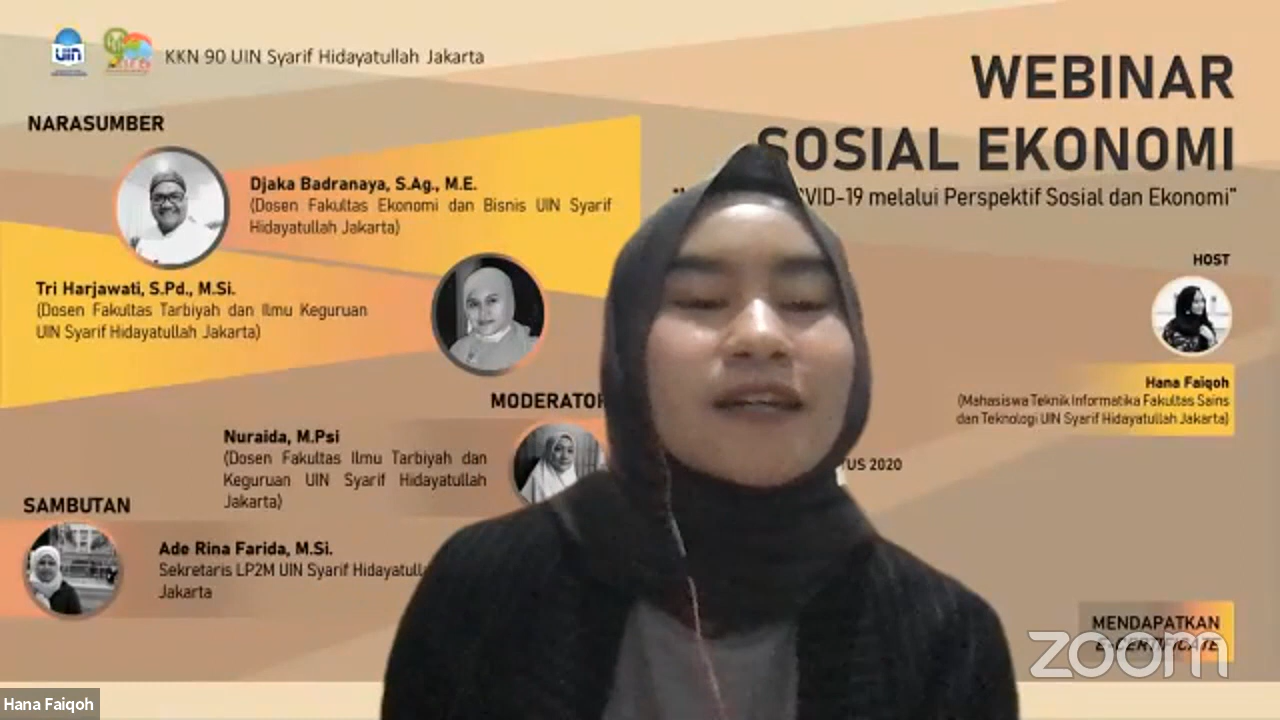 uin
KKN 90 UIN Syarif Hidayatullah Jakarta
WEBINAR
SOSIAL EKONOMI
VID-19 melalui Perspektif Sosial dan Ekonomi"
NARASUMBER
Djaka Badranaya, S.Ag., M.E.
(Dosen Fakultas Ekonomi dan Bisnis UIN Syarif
Hidayatullah Jakarta)
Tri Harjawati, S.Pd., M.Si.
(Dosen Fakultas Tarbiyah dan Ilmu Keguruan
UIN Syarif Hidayatullah Jakarta)
MODERATOR
Nuraida, M.Psi
(Dosen Fakultas Ilmu Tarbiyah dan
Keguruan UIN Syarif Hidayatullah
Jakarta)
SAMBUTAN
Ade Rina Farida, M.Si.
Sekretaris LP2M UIN Syarif Hidayatulla
Jakarta
HOST
Hana Faiqoh
(Mahasiswa Teknik Informatika Fakultas Sains
dan Teknologi UIN Syarif Hidayatullah Jakarta)
TUS 2020
MENDAPATKAN
E-CERTIFICATE
zoom
Hana Faiqoh